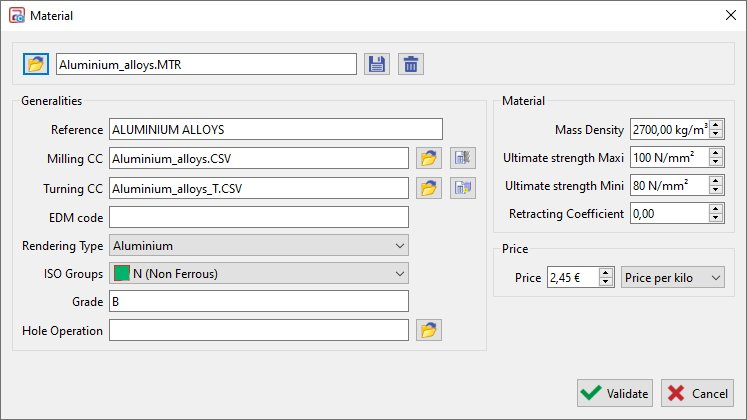 Material
Aluminium_alloys.MTR
Generalities
Reference ALUMINIUM ALLOYS
Milling CC Aluminium_alloys.CSV
Turning CC Aluminium_alloys_T.CSV
EDM code
Rendering Type Aluminium
ISO Groups N (Non Ferrous)
Grade B
Hole Operation
Material
Mass Density 2700,00 kg/m³
Ultimate strength Maxi 100 N/mm²
Ultimate strength Mini 80 N/mm²
Retracting Coefficient 0,00
Price
Price 2,45 € Price per kilo
Validate Cancel